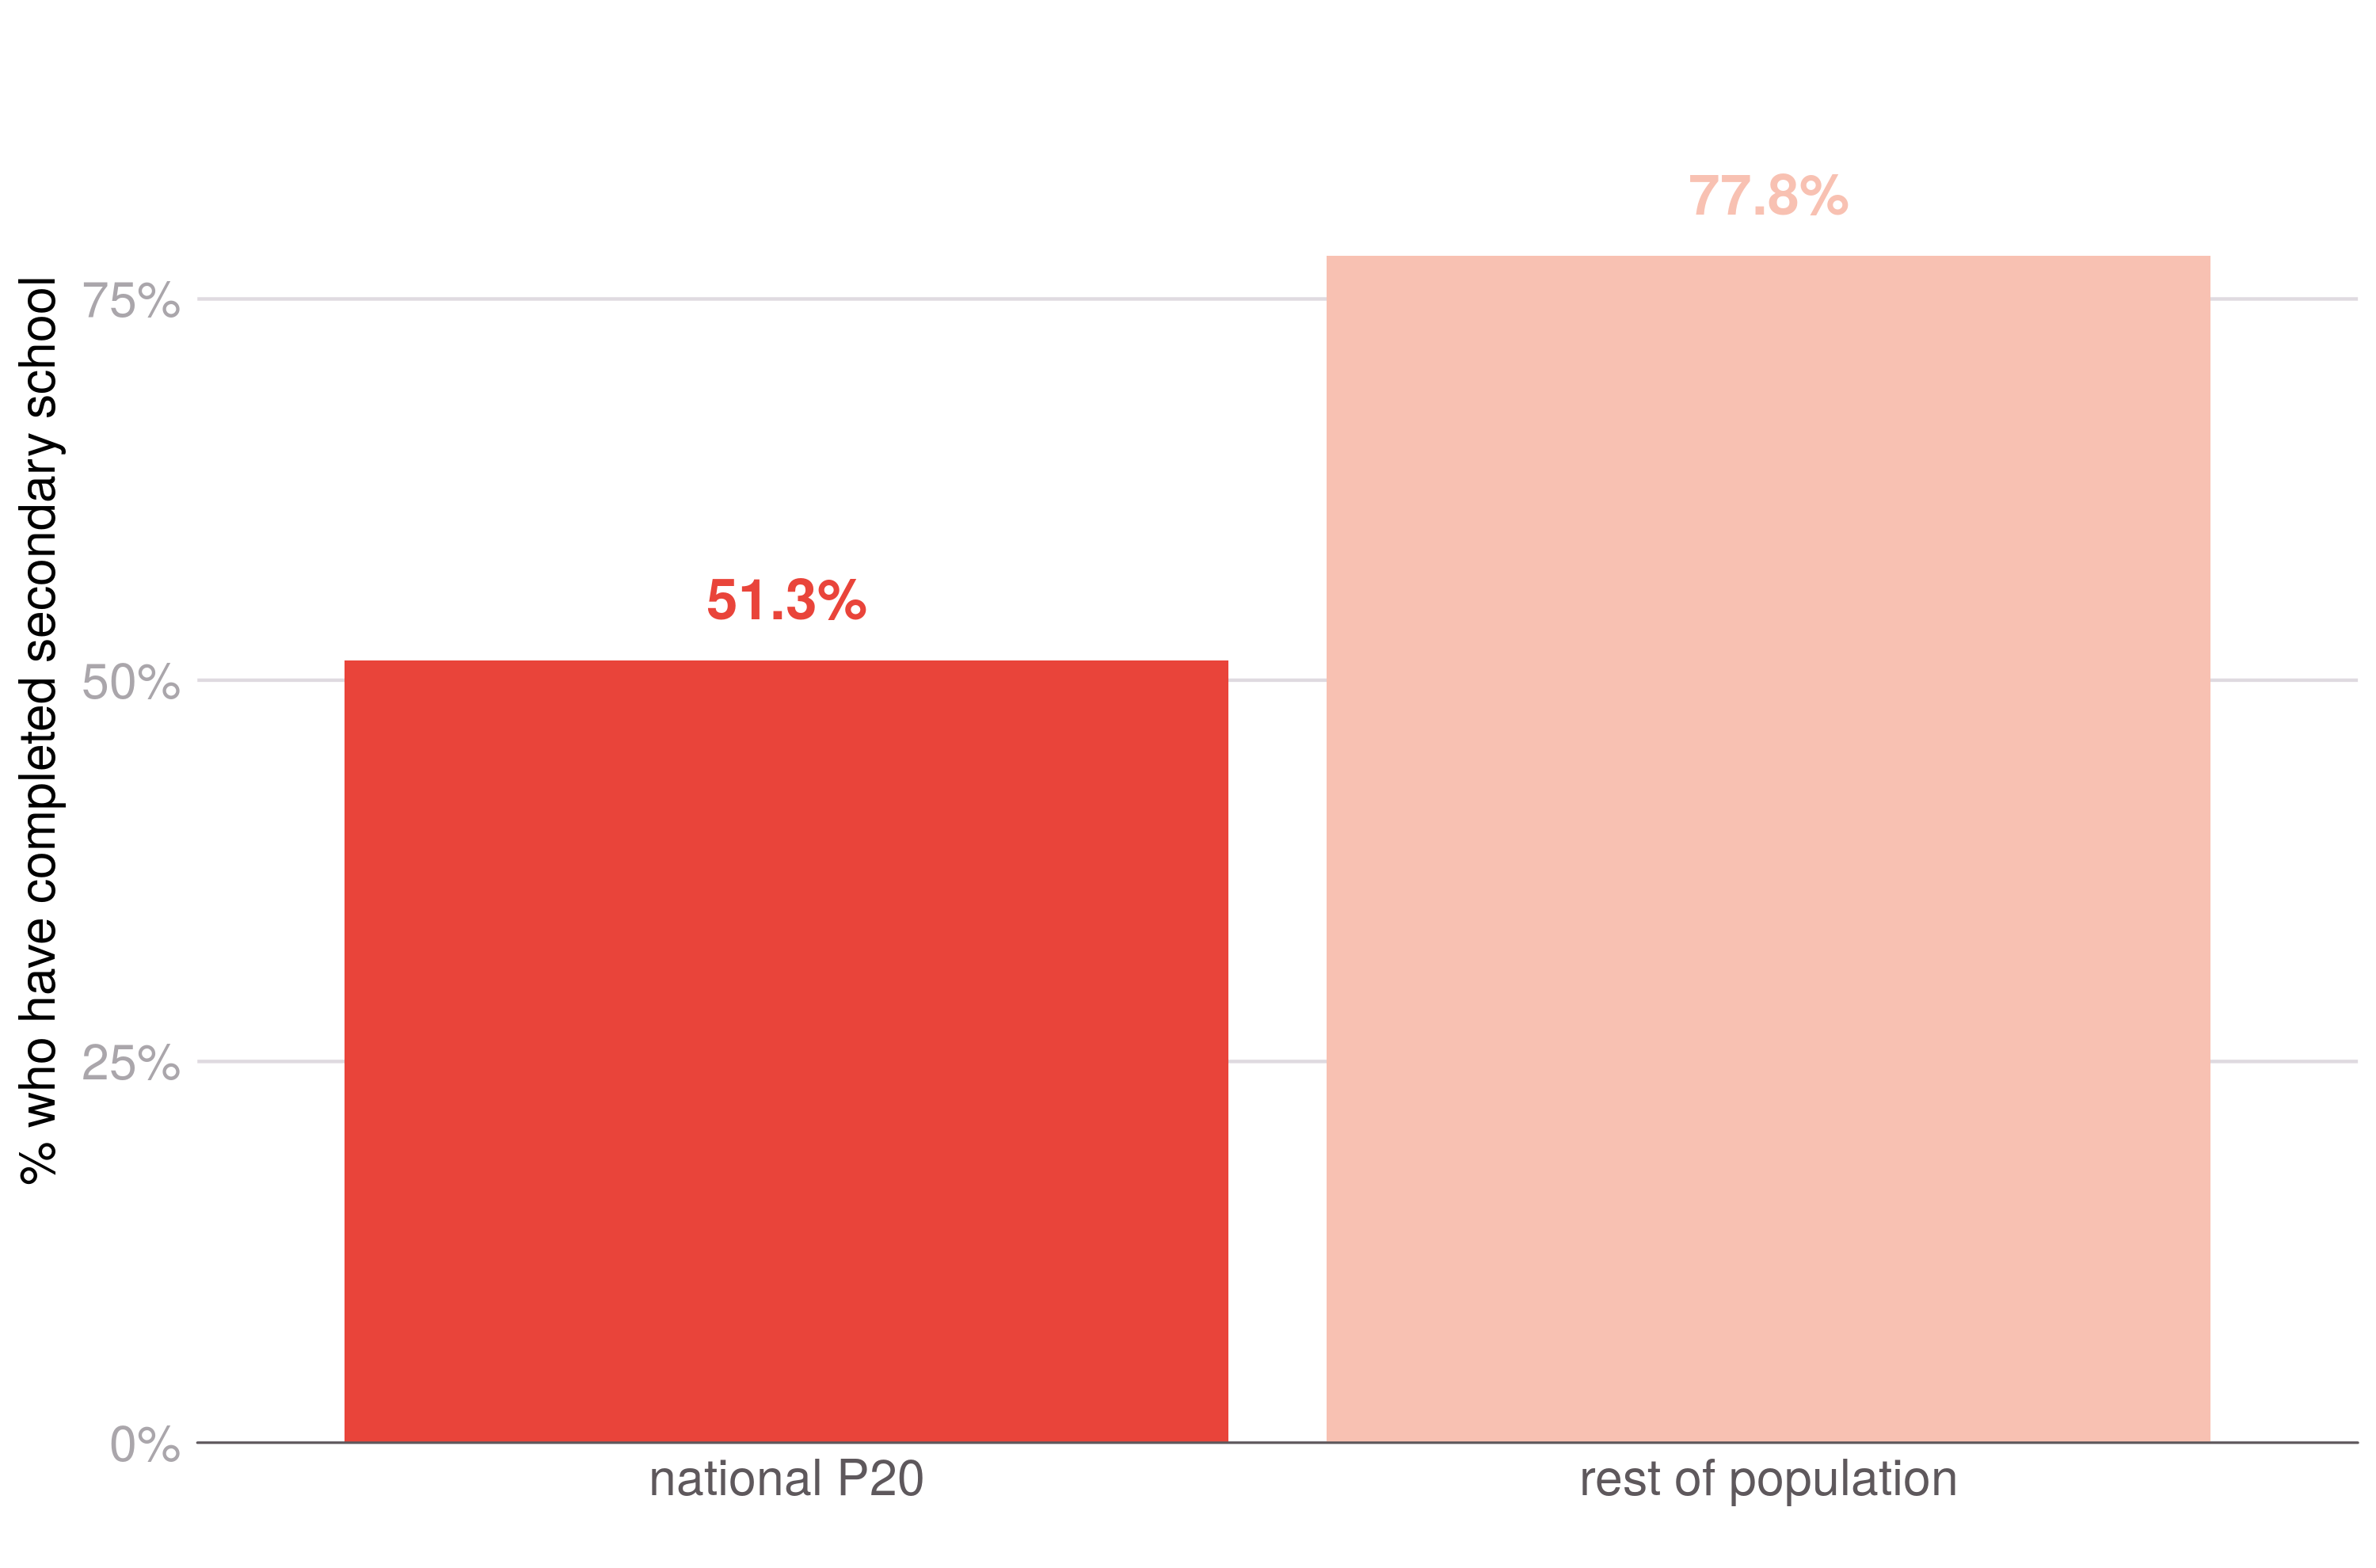 % who have completed secondary school
75%
50%
25%
0%
51.3%
77.8%
national P20
rest of population